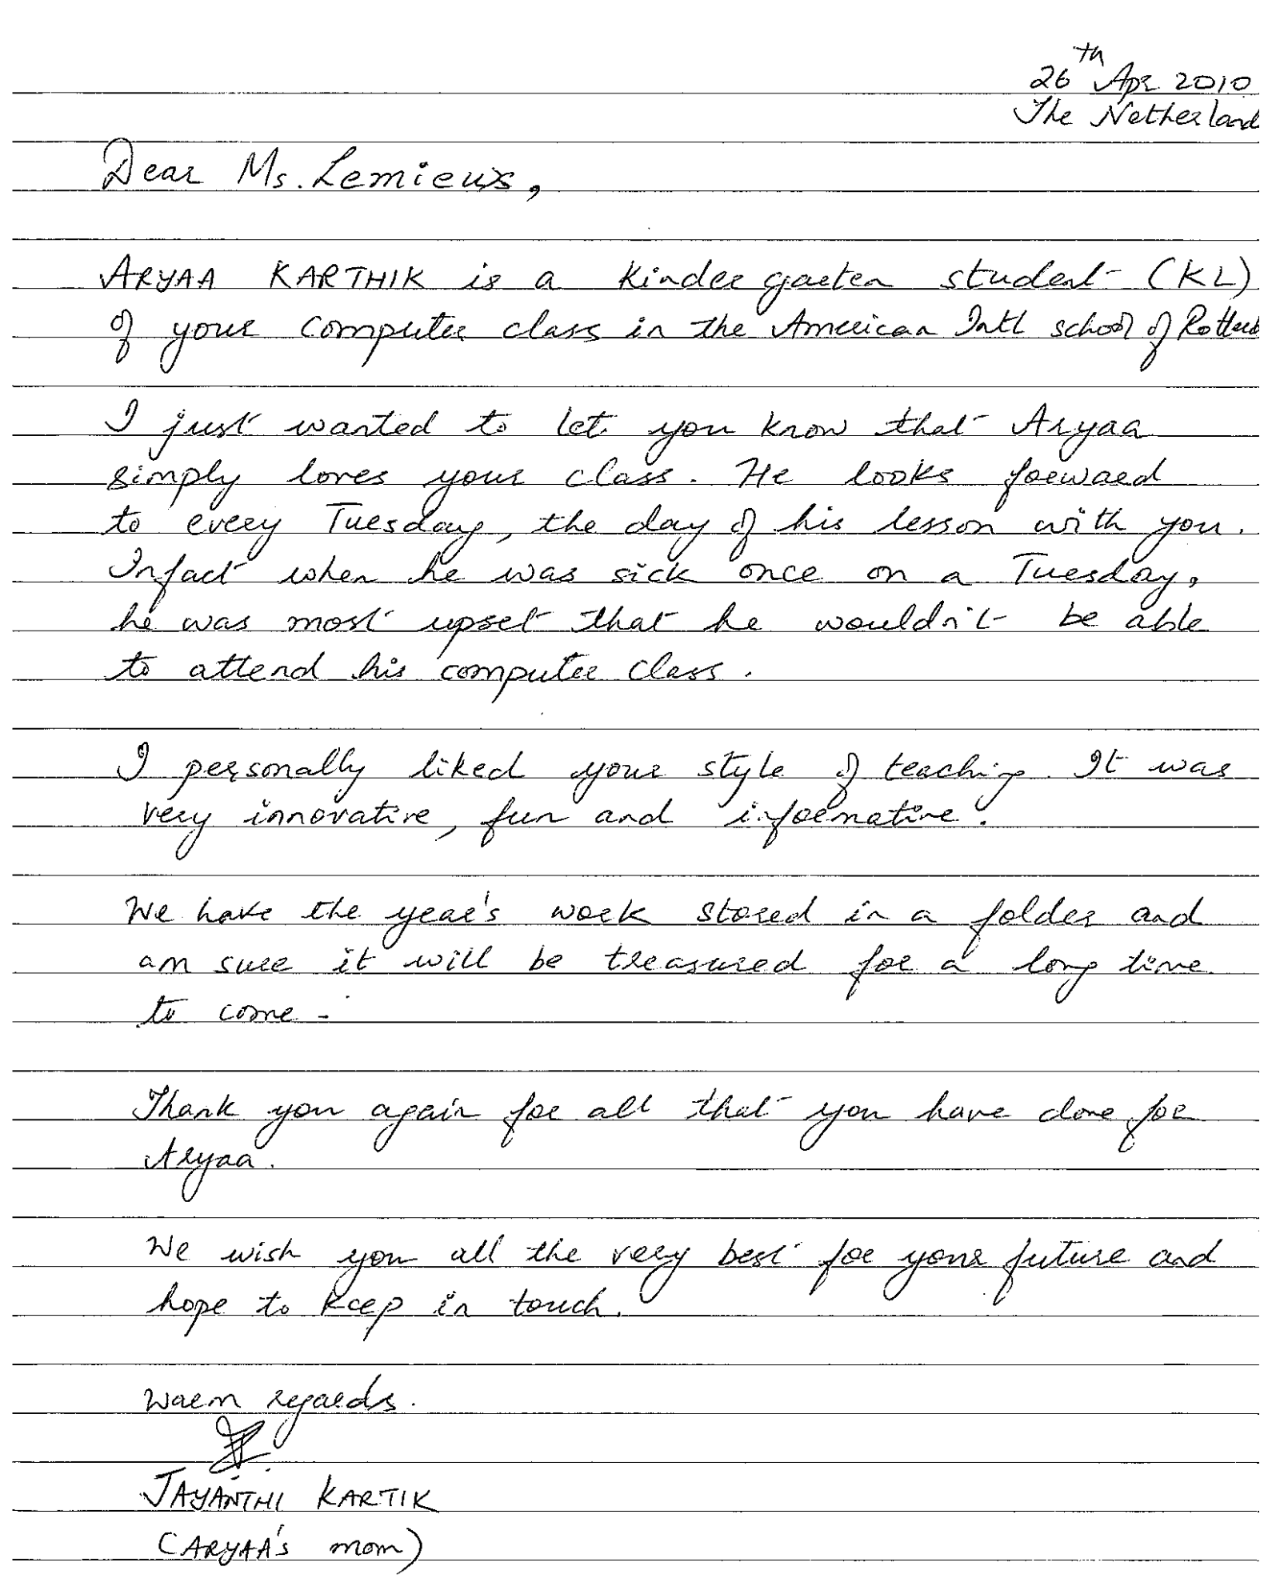 26th Apr 2010
The Netherland
Dear Ms. Lemieux,
ARYAA KARTHIK is a Kindergarten student (KL)
of your computer class in the American Intl school of Rotterd
I just wanted to let you know that Aryaa
simply loves your class. He looks forward
to every Tuesday, the day of his lesson with you.
Infact when he was sick once on a Tuesday,
he was most upset that he wouldn't be able
to attend his computer class.
I personally liked your style of teaching. It was
very innovative, fun and informative.
We have the year's work stored in a folder and
am sure it will be treasured for a long time
to come.
Thank you again for all that you have done for
Aryaa.
We wish you all the very best for your future and
hope to keep in touch.
Warm regards.
JAYANTHI KARTIK
(ARYAA's mom)